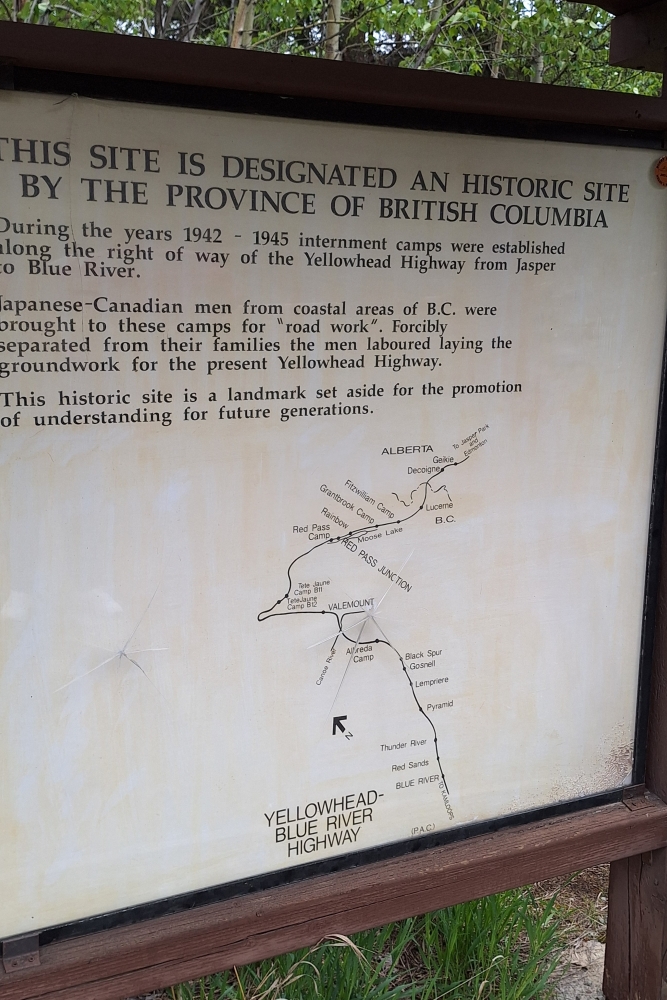 THIS SITE IS DESIGNATED AN HISTORIC SITE
BY THE PROVINCE OF BRITISH COLUMBIA
During the years 1942 - 1945 internment camps were established
along the right of way of the Yellowhead Highway from Jasper
to Blue River.
Japanese-Canadian men from coastal areas of B.C. were
brought to these camps for "road work". Forcibly
separated from their families the men laboured laying the
groundwork for the present Yellowhead Highway.
This historic site is a landmark set aside for the promotion
of understanding for future generations.
ALBERTA
To Jasper Park
and
Edmonton
Geikie
Decoigne
Lucerne
B.C.
Fitzwilliam Camp
Grantbrook Camp
Rainbow
Red Pass
Camp
Moose Lake
RED PASS JUNCTION
Tete Jaune
Camp B11
TeteJaune
Camp B12
VALEMOUNT
Canoe River
Albreda
Camp
Black Spur
Gosnell
Lempriere
Pyramid
Thunder River
Red Sands
BLUE RIVER
TO KAMLOOPS
N
YELLOWHEAD-
BLUE RIVER
HIGHWAY
(P.A.C.)